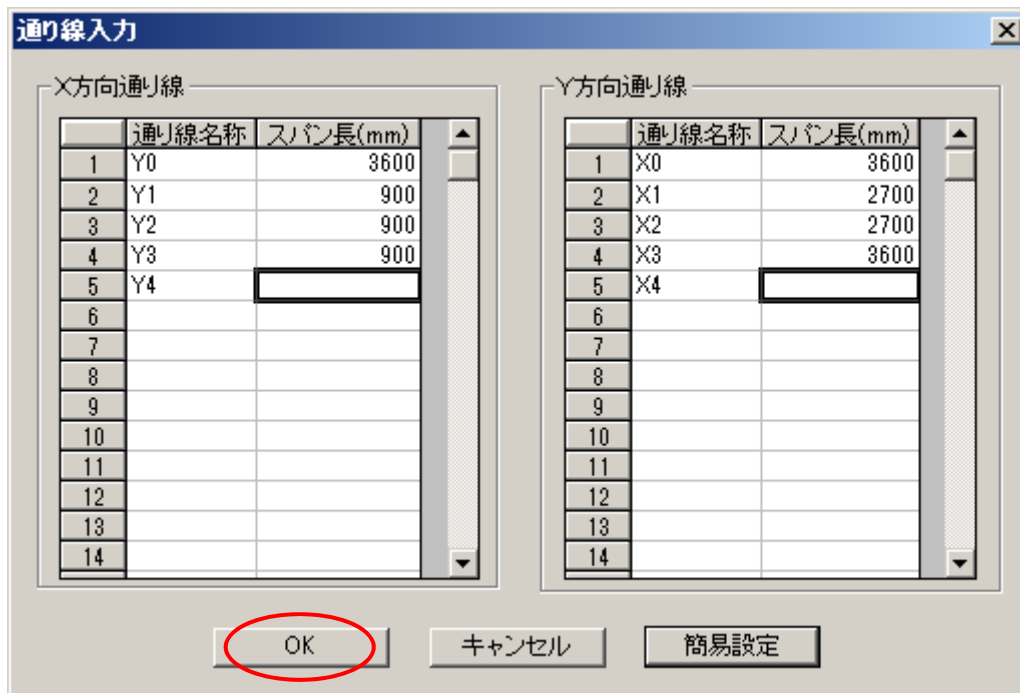 通り線入力
X方向通り線
通り線名称 スパン長(mm)
1 Y0 3600
2 Y1 900
3 Y2 900
4 Y3 900
5 Y4
6
7
8
9
10
11
12
13
14
Y方向通り線
通り線名称 スパン長(mm)
1 X0 3600
2 X1 2700
3 X2 2700
4 X3 3600
5 X4
6
7
8
9
10
11
12
13
14
OK キャンセル 簡易設定